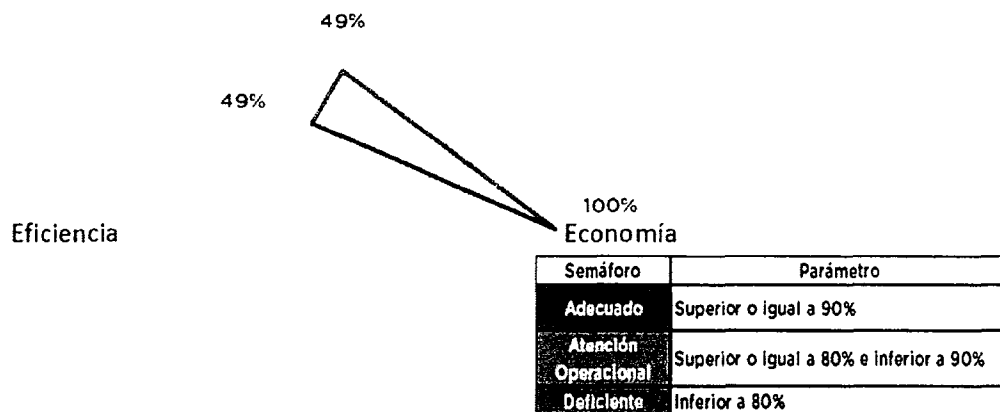 49%
49%
100%
Eficiencia
Economía
Semáforo Parámetro
Adecuado Superior o igual a 90%
Atención Operacional Superior o igual a 80% e inferior a 90%
Deficiente Inferior a 80%